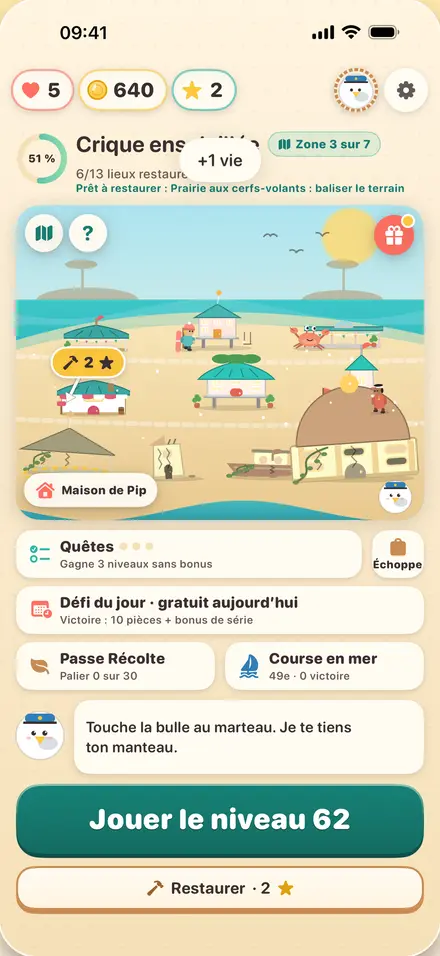 09:41
5
640
2
51 %
Crique
+1 vie
Zone 3 sur 7
6/13 lieux
Prêt à restaurer : Prairie aux cerfs-volants : baliser le terrain
?
2
Maison de Pip
Quêtes
Gagne 3 niveaux sans bonus
Échoppe
Défi du jour · gratuit aujourd'hui
Victoire : 10 pièces + bonus de série
Passe Récolte
Palier 0 sur 30
Course en mer
49e · 0 victoire
Touche la bulle au marteau. Je te tiens
ton manteau.
Jouer le niveau 62
Restaurer · 2